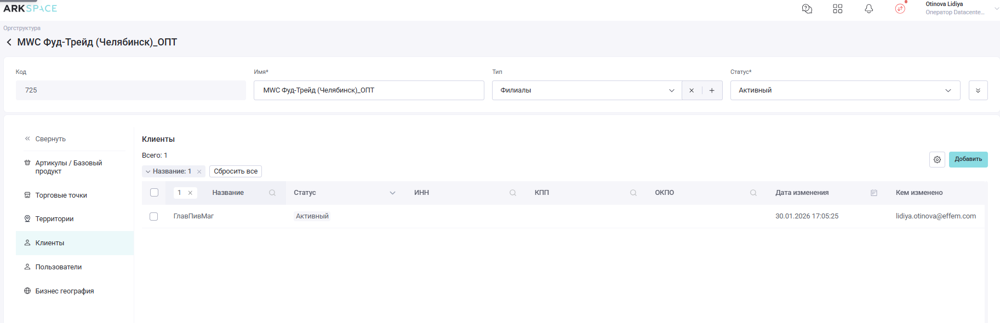 ARKSPACE
Otinova Lidiya
Оператор Datacente...
Оргструктура
MWC Фуд-Трейд (Челябинск)_ОПТ
Код
Имя*
Тип
Статус*
725
MWC Фуд-Трейд (Челябинск)_ОПТ
Филиалы
Активный
Свернуть
Артикулы / Базовый
продукт
Торговые точки
Территории
Клиенты
Пользователи
Бизнес география
Клиенты
Всего: 1
Добавить
Название: 1
Сбросить все
1 Название Статус ИНН КПП ОКПО Дата изменения Кем изменено
ГлавПивМаг Активный 30.01.2026 17:05:25 lidiya.otinova@effem.com